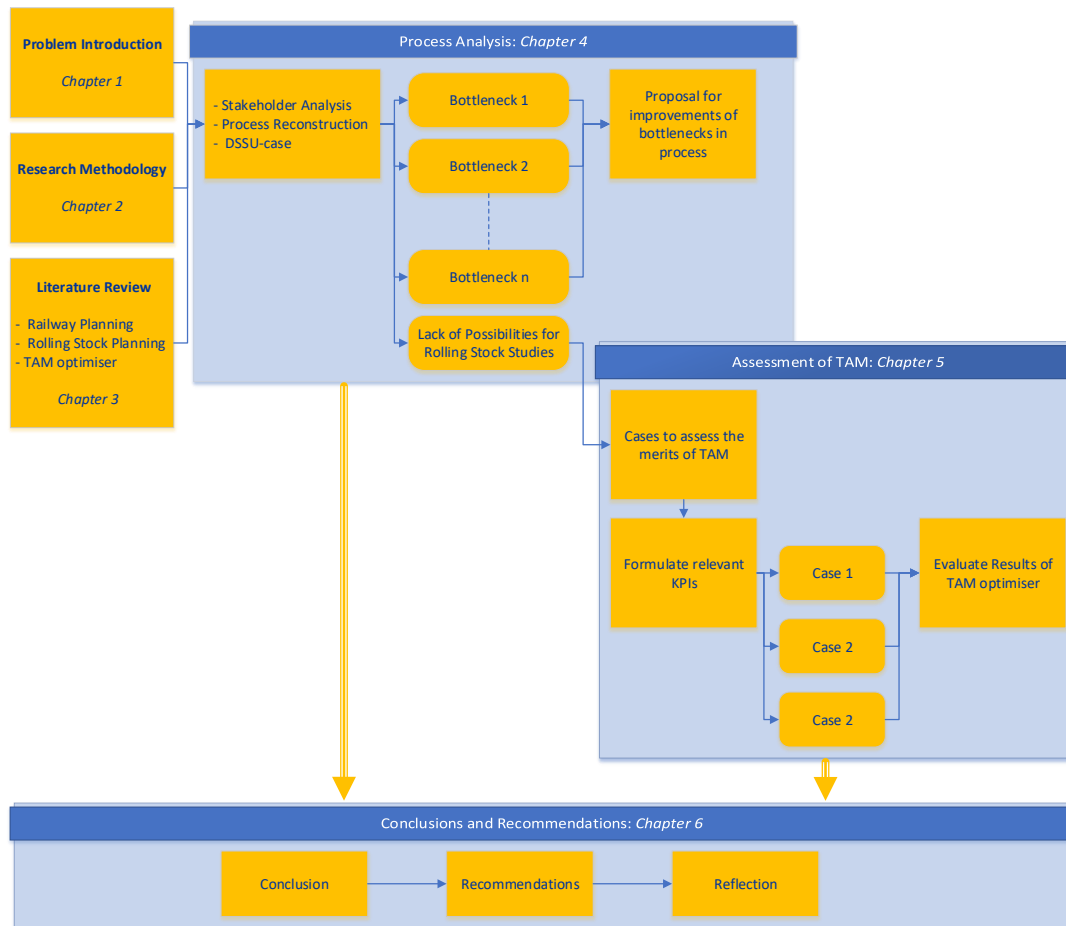 Problem Introduction
Chapter 1
Research Methodology
Chapter 2
Literature Review
- Railway Planning
- Rolling Stock Planning
- TAM optimiser
Chapter 3
Process Analysis: Chapter 4
- Stakeholder Analysis
- Process Reconstruction
- DSSU-case
Bottleneck 1
Bottleneck 2
Bottleneck n
Lack of Possibilities for
Rolling Stock Studies
Proposal for
improvements of
bottlenecks in
process
Assessment of TAM: Chapter 5
Cases to assess the
merits of TAM
Formulate relevant
KPIs
Case 1
Case 2
Case 2
Evaluate Results of
TAM optimiser
Conclusions and Recommendations: Chapter 6
Conclusion
Recommendations
Reflection